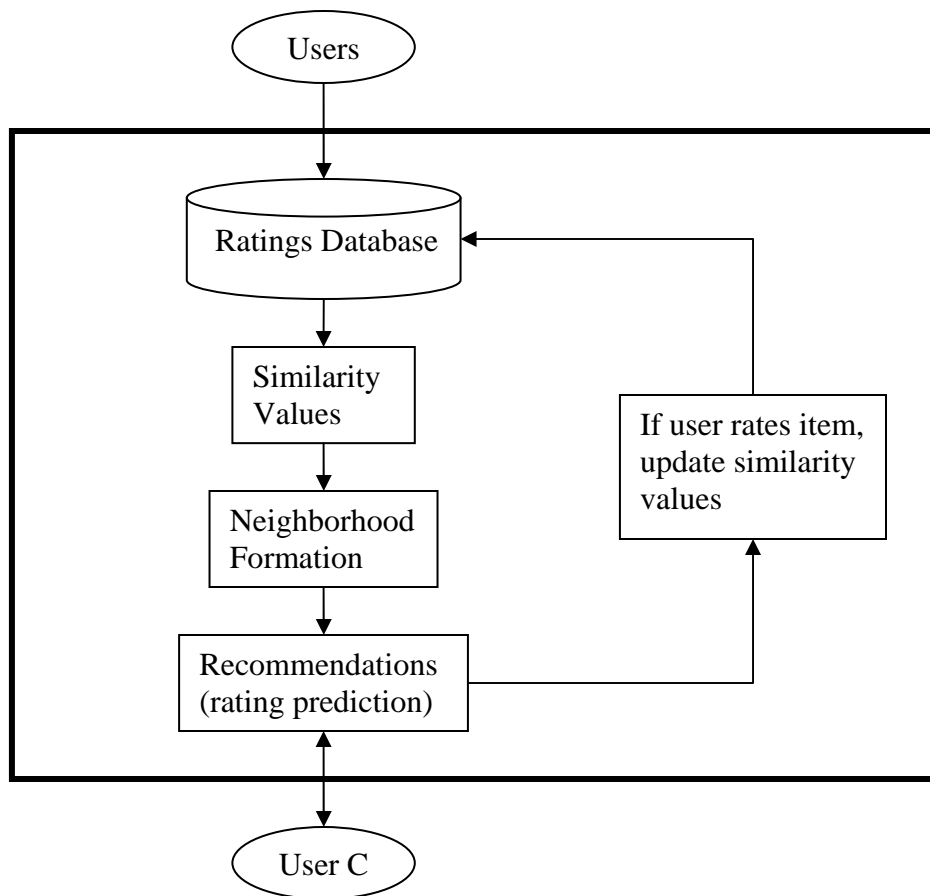 Users
Ratings Database
Similarity
Values
If user rates item,
update similarity
values
Neighborhood
Formation
Recommendations
(rating prediction)
User C